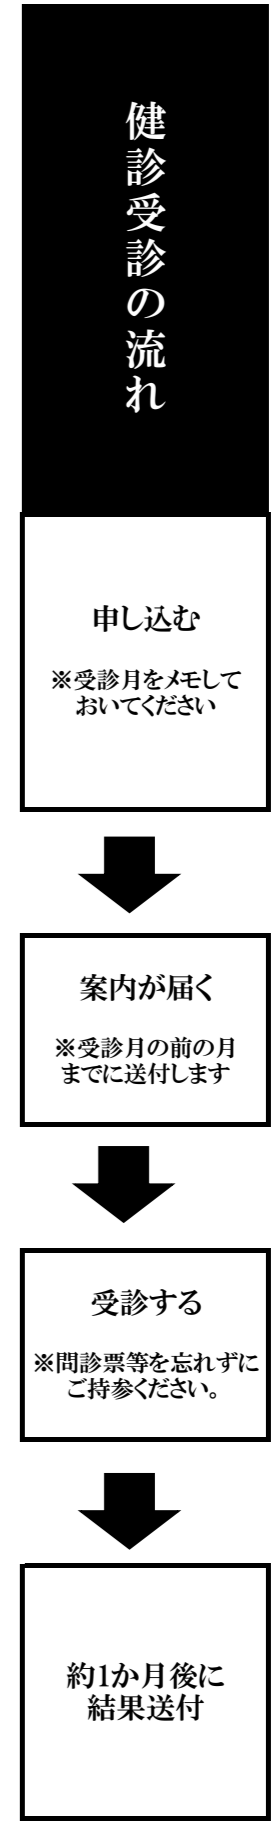 健診受診の流れ
申し込む
※受診月をメモして
おいてください
案内が届く
※受診月の前の月
までに送付します
受診する
※問診票等を忘れずに
ご持参ください。
約1か月後に
結果送付